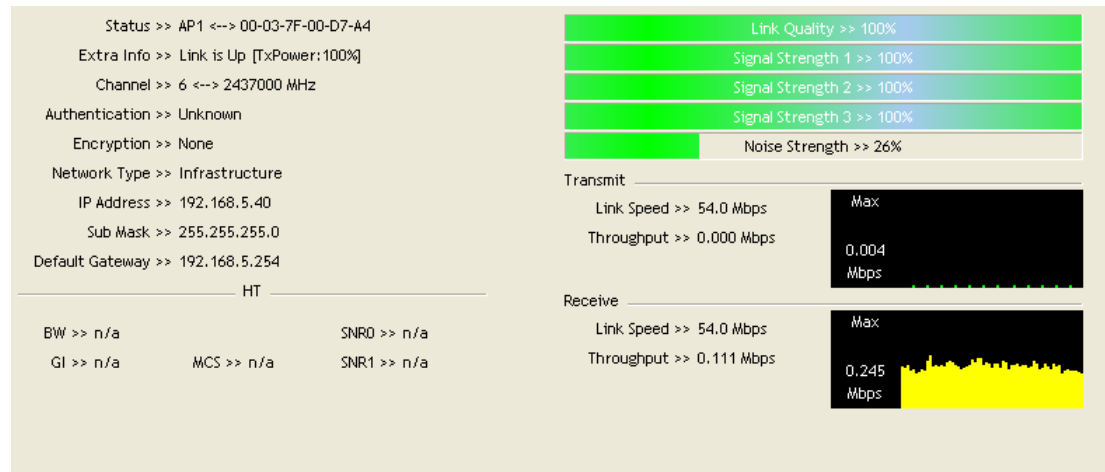 Status >> AP1 <--> 00-03-7F-00-D7-A4
Extra Info >> Link is Up [TxPower:100%]
Channel >> 6 <--> 2437000 MHz
Authentication >> Unknown
Encryption >> None
Network Type >> Infrastructure
IP Address >> 192.168.5.40
Sub Mask >> 255.255.255.0
Default Gateway >> 192.168.5.254
HT
BW >> n/a
SNR0 >> n/a
GI >> n/a
MCS >> n/a
SNR1 >> n/a
Link Quality >> 100%
Signal Strength 1 >> 100%
Signal Strength 2 >> 100%
Signal Strength 3 >> 100%
Noise Strength >> 26%
Transmit
Link Speed >> 54.0 Mbps
Throughput >> 0.000 Mbps
Max
0.004
Mbps
Receive
Link Speed >> 54.0 Mbps
Throughput >> 0.111 Mbps
Max
0.245
Mbps